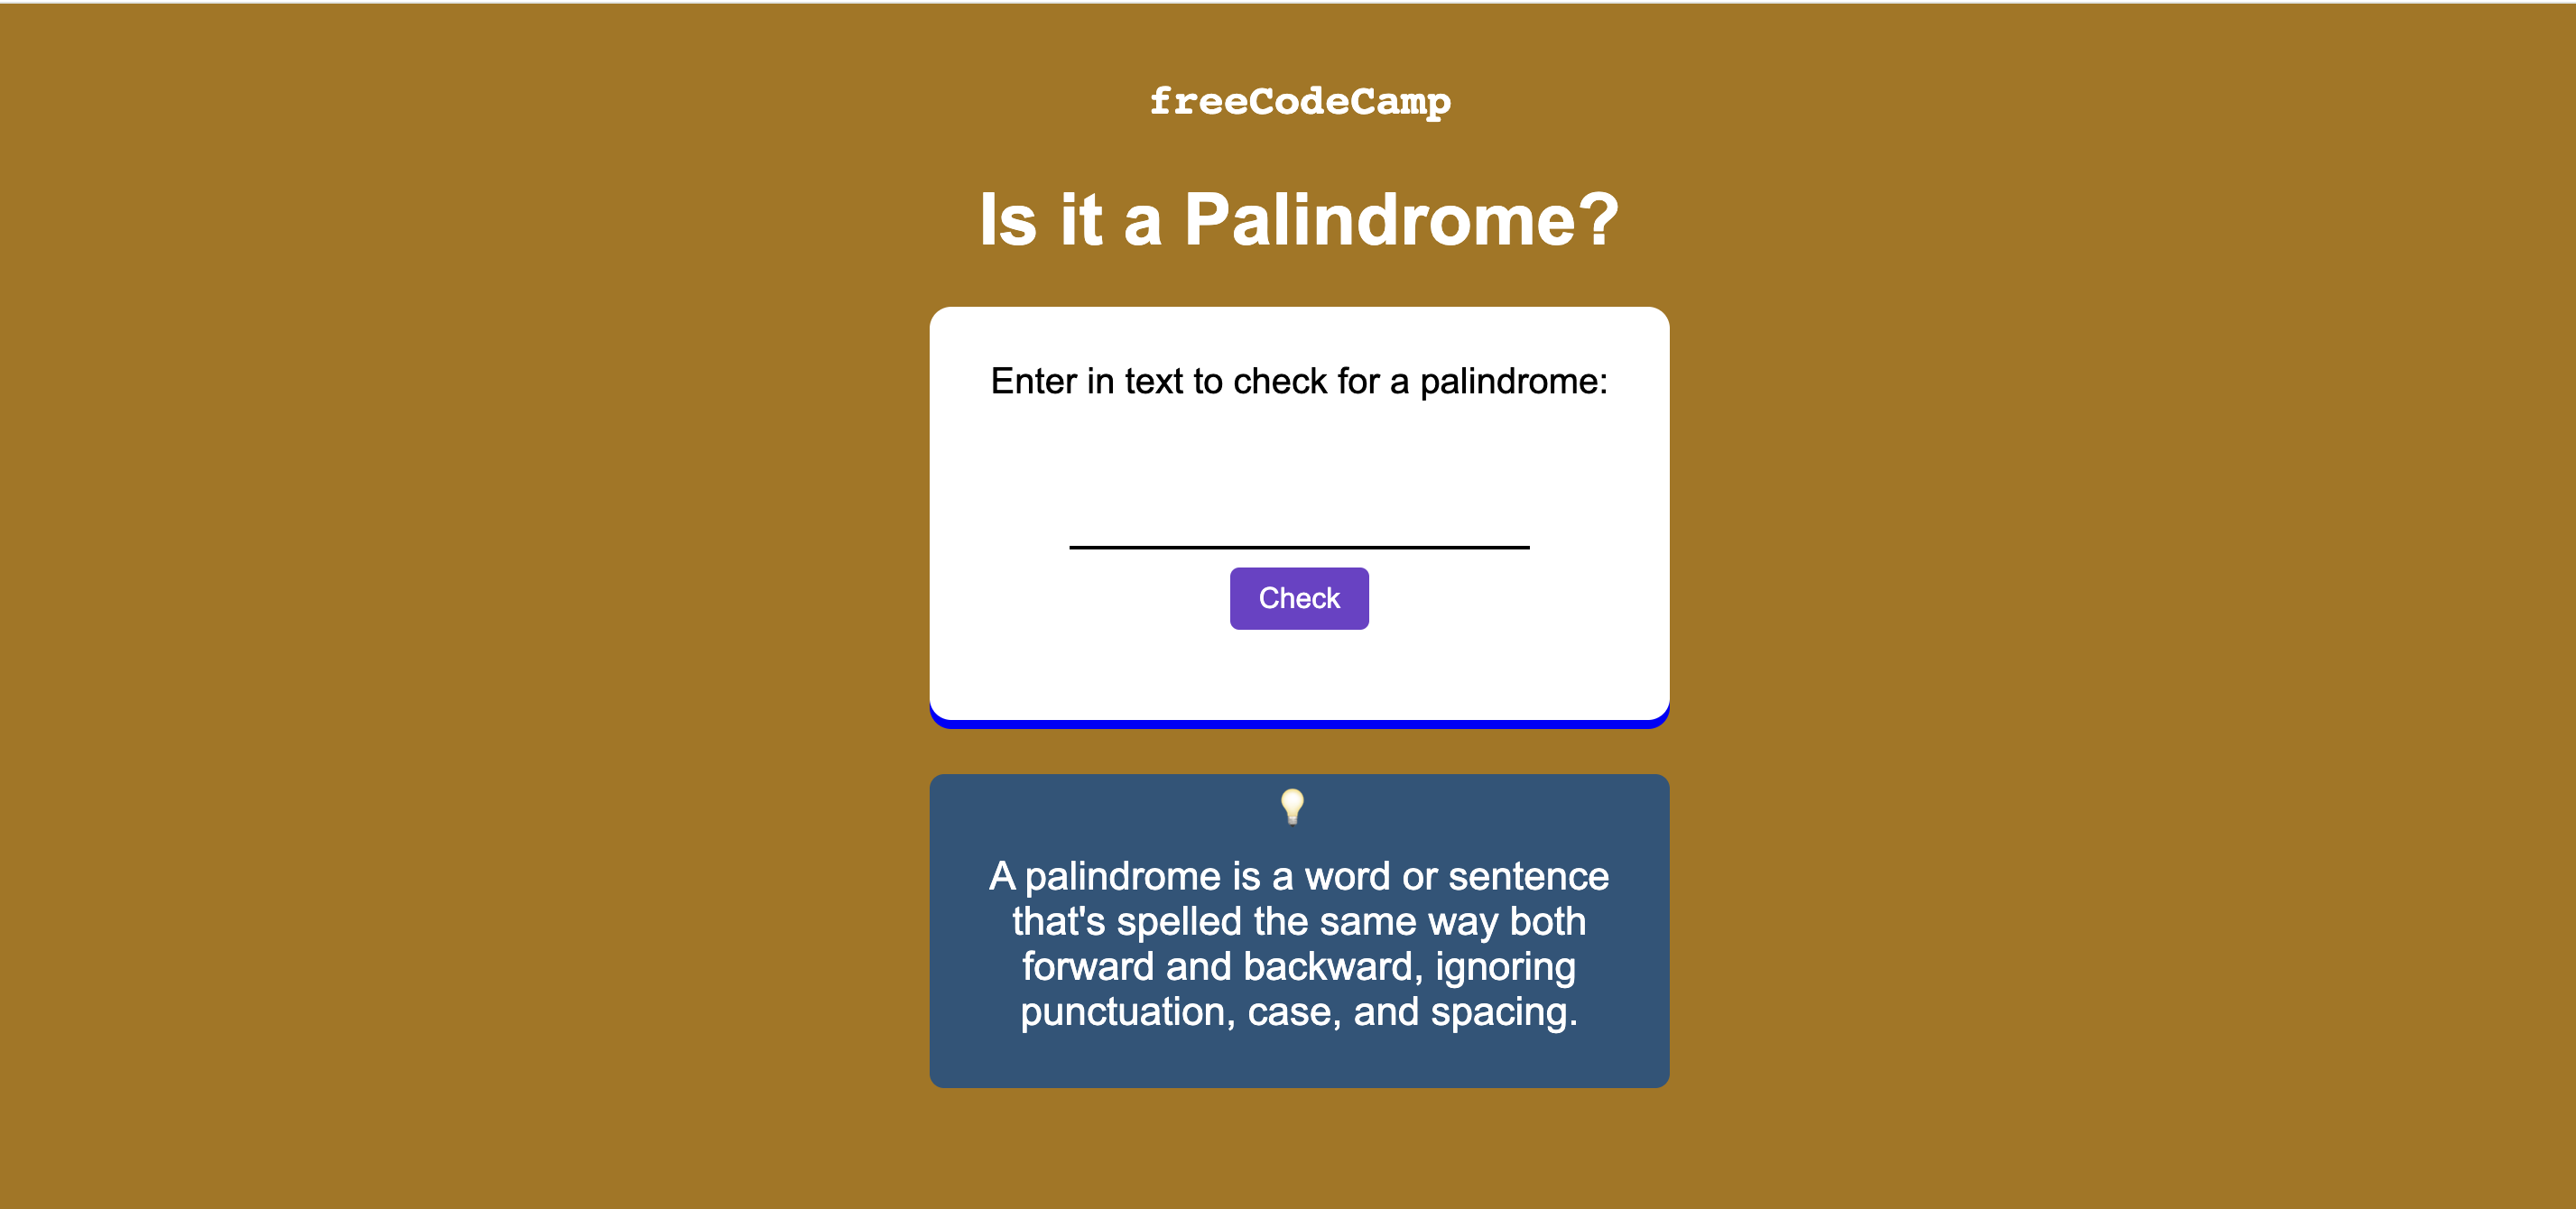 freeCodeCamp
Is it a Palindrome?
Enter in text to check for a palindrome:
Check
A palindrome is a word or sentence
that's spelled the same way both
forward and backward, ignoring
punctuation, case, and spacing.